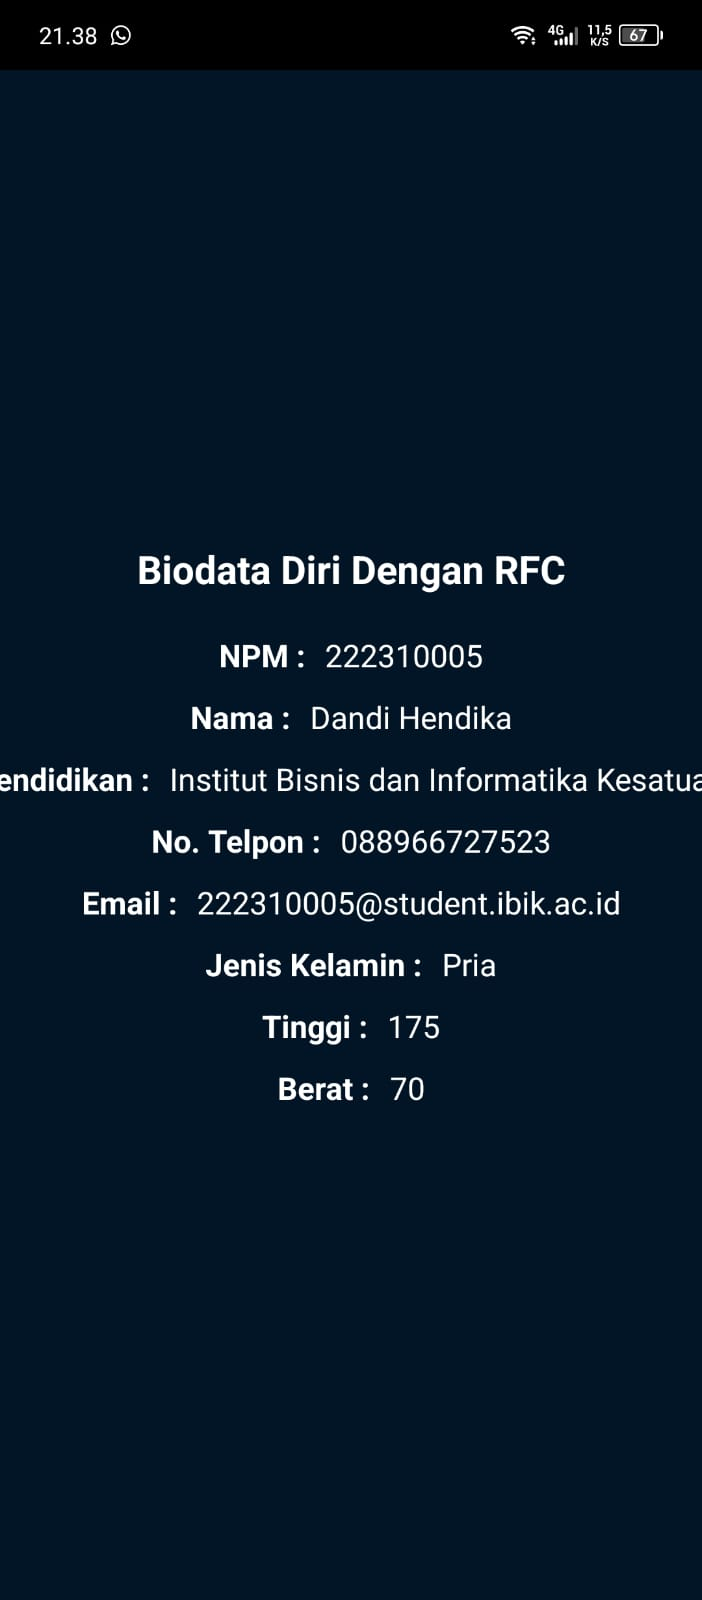 21.38
4G 11,5 K/S 67
Biodata Diri Dengan RFC
NPM : 222310005
Nama : Dandi Hendika
endidikan : Institut Bisnis dan Informatika Kesatua
No. Telpon : 088966727523
Email : 222310005@student.ibik.ac.id
Jenis Kelamin : Pria
Tinggi : 175
Berat : 70